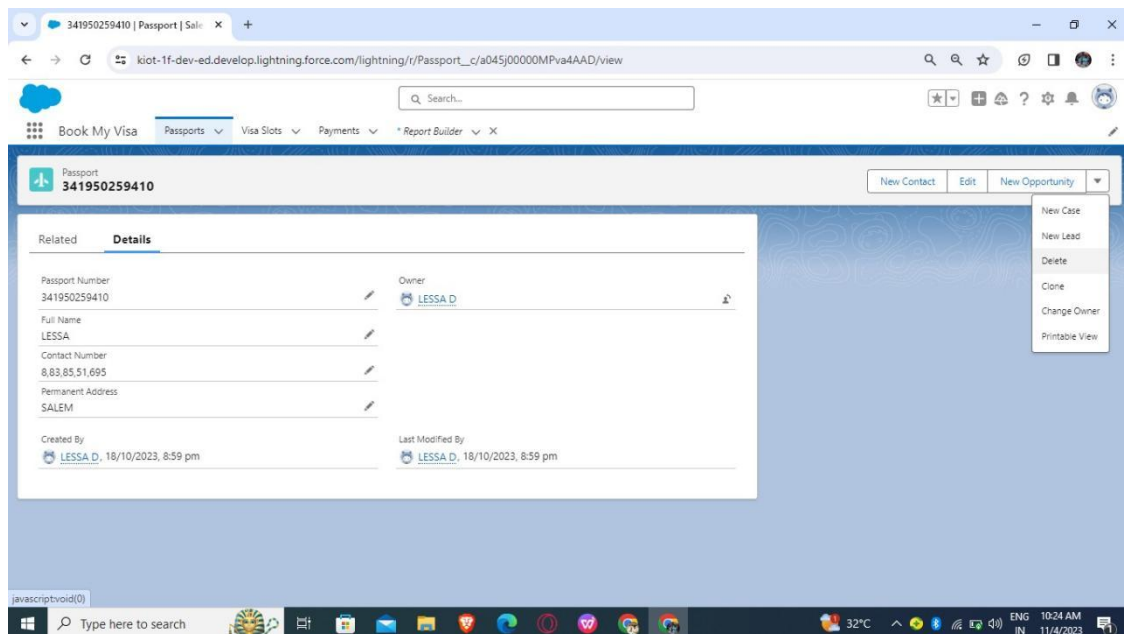 341950259410 | Passport | Sale
kiot-1f-dev-ed.develop.lightning.force.com/lightning/r/Passport__c/a045j00000MPva4AAD/view
Search...
Book My Visa Passports Visa Slots Payments * Report Builder
Passport
341950259410
New Contact Edit New Opportunity
New Case
New Lead
Delete
Clone
Change Owner
Printable View
Related Details
Passport Number
341950259410
Owner
LESSA D
Full Name
LESSA
Contact Number
8,83,85,51,695
Permanent Address
SALEM
Created By
LESSA D, 18/10/2023, 8:59 pm
Last Modified By
LESSA D, 18/10/2023, 8:59 pm
javascript:void(0)
Type here to search
32°C
ENG
IN
10:24 AM
11/4/2023